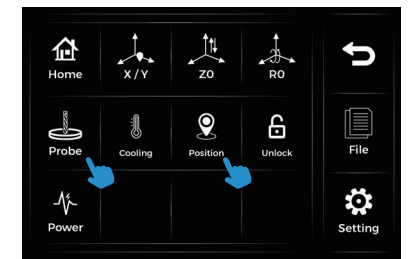 Home
X/Y
Z0
R0
Probe
Cooling
Position
Unlock
File
Power
Setting